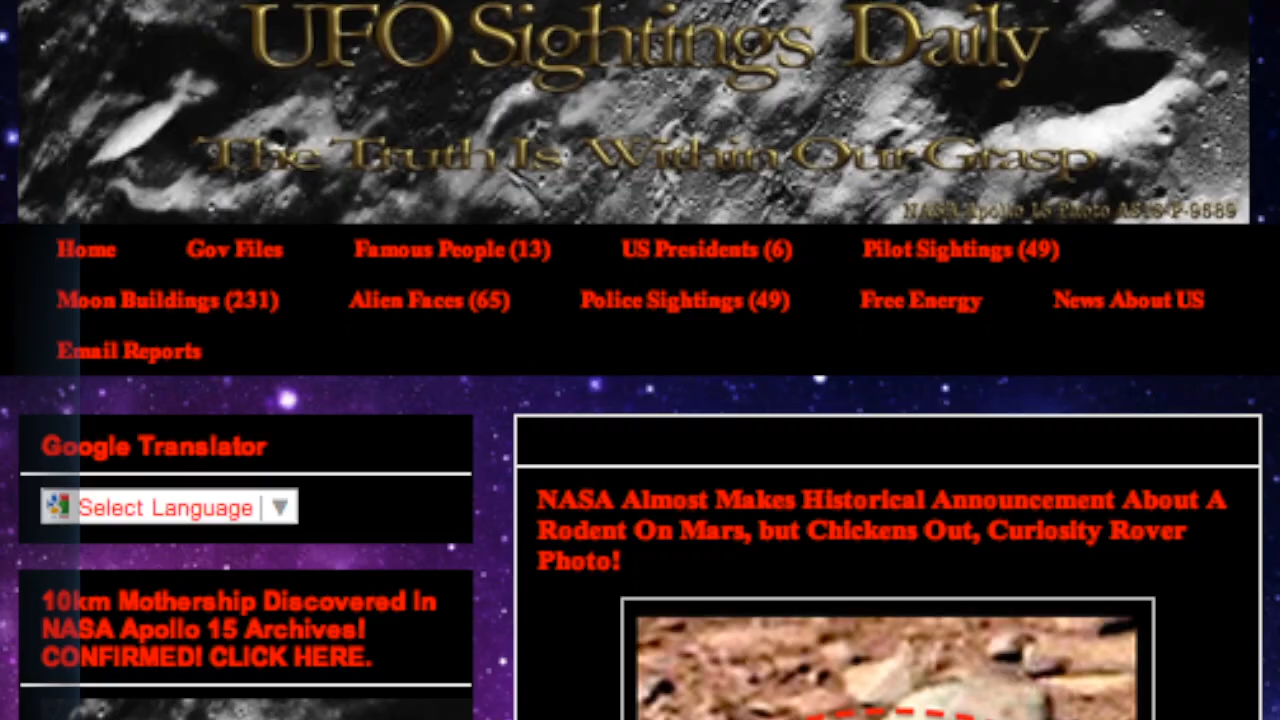 UFO Sightings Daily
The Truth Is Within Our Grasp
NASA Apollo 15 Photo AS15-P-9589
Home Gov Files Famous People (13) US Presidents (6) Pilot Sightings (49)
Moon Buildings (231) Alien Faces (65) Police Sightings (49) Free Energy News About US
Email Reports
Google Translator
Select Language
10km Mothership Discovered In
NASA Apollo 15 Archives!
CONFIRMED! CLICK HERE.
NASA Almost Makes Historical Announcement About A
Rodent On Mars, but Chickens Out, Curiosity Rover
Photo!